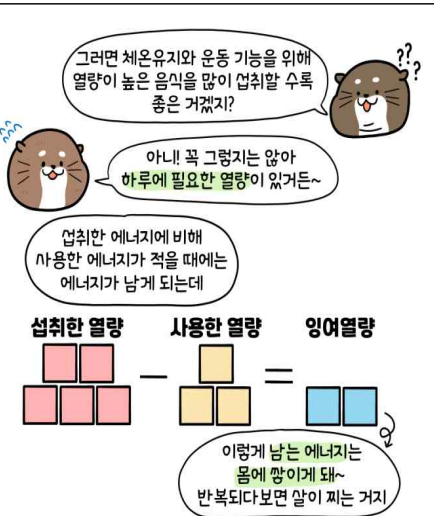 그러면 체온유지와 운동 기능을 위해
열량이 높은 음식을 많이 섭취할 수록
좋은 거겠지?
???
아니! 꼭 그렇지는 않아
하루에 필요한 열량이 있거든~
섭취한 에너지에 비해
사용한 에너지가 적을 때에는
에너지가 남게 되는데
섭취한 열량 사용한 열량 잉여열량
이렇게 남는 에너지는
몸에 쌓이게 돼~
반복되다보면 살이 찌는 거지